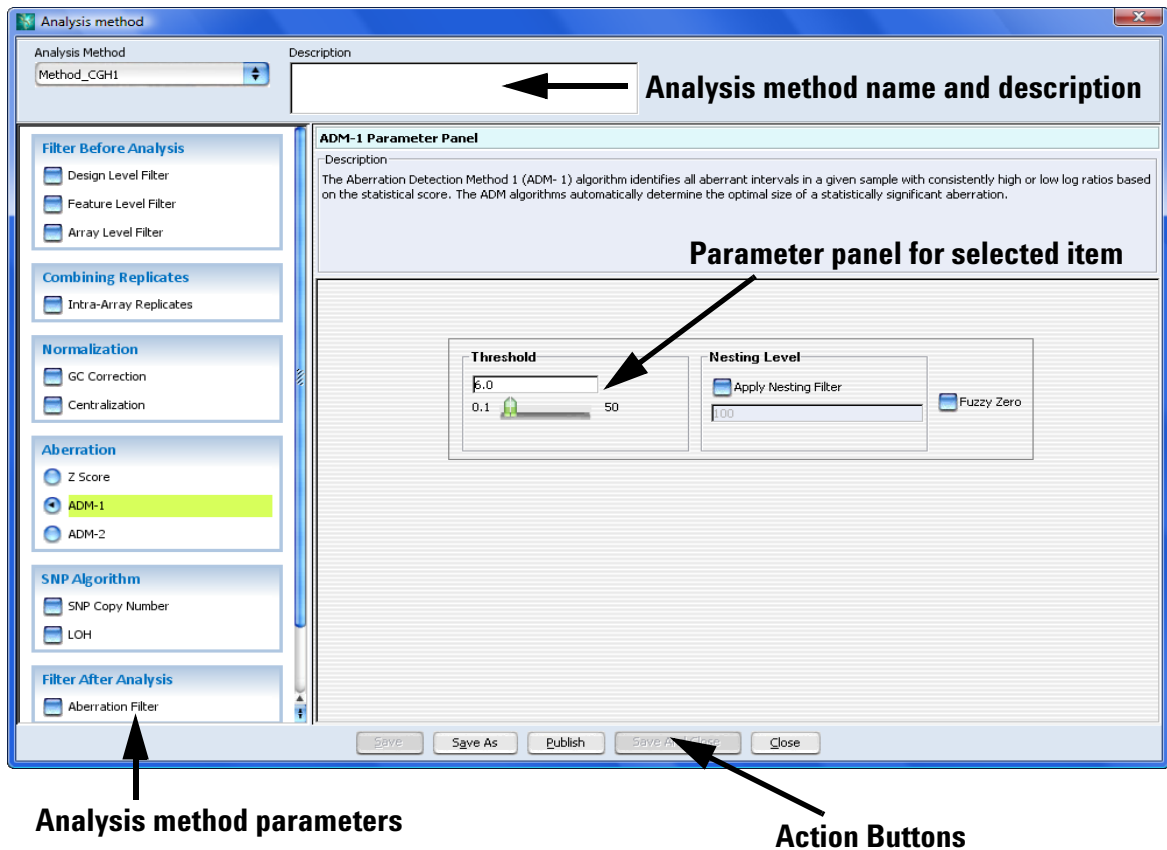 Analysis method
Analysis Method
Description
Method_CGH1
Analysis method name and description
Filter Before Analysis
Design Level Filter
Feature Level Filter
Array Level Filter
Combining Replicates
Intra-Array Replicates
Normalization
GC Correction
Centralization
Aberration
Z Score
ADM-1
ADM-2
SNP Algorithm
SNP Copy Number
LOH
Filter After Analysis
Aberration Filter
ADM-1 Parameter Panel
Description
The Aberration Detection Method 1 (ADM- 1) algorithm identifies all aberrant intervals in a given sample with consistently high or low log ratios based
on the statistical score. The ADM algorithms automatically determine the optimal size of a statistically significant aberration.
Parameter panel for selected item
Threshold
6.0
0.1
50
Nesting Level
Apply Nesting Filter
100
Fuzzy Zero
Save
Save As
Publish
Save And Close
Close
Analysis method parameters
Action Buttons